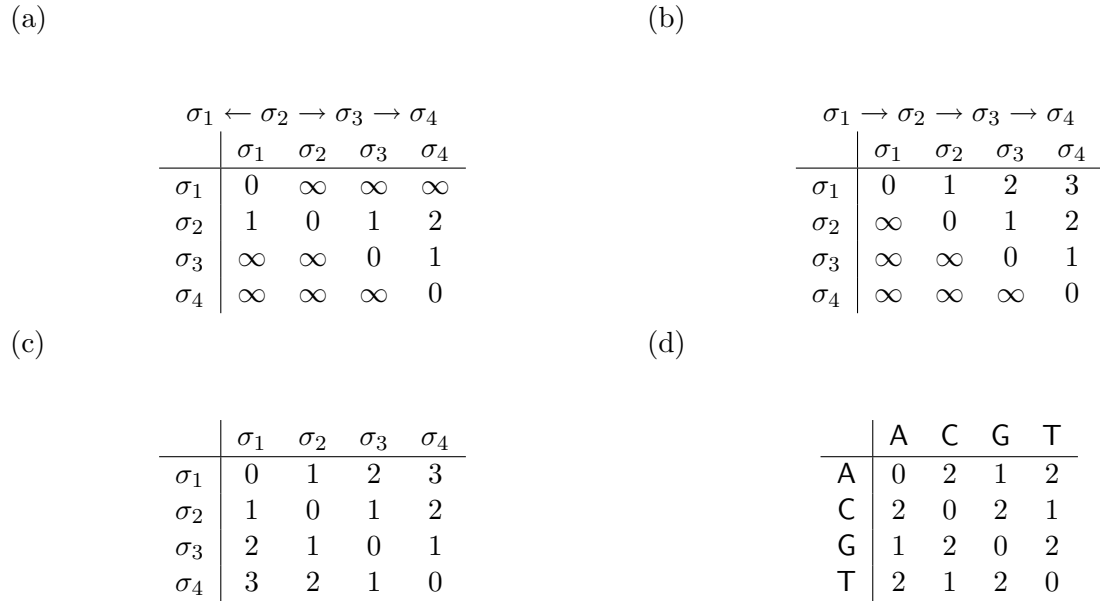 (a)
σ₁ ← σ₂ → σ₃ → σ₄
σ₁ σ₂ σ₃ σ₄
σ₁ 0 ∞ ∞ ∞
σ₂ 1 0 1 2
σ₃ ∞ ∞ 0 1
σ₄ ∞ ∞ ∞ 0
(b)
σ₁ → σ₂ → σ₃ → σ₄
σ₁ σ₂ σ₃ σ₄
σ₁ 0 1 2 3
σ₂ ∞ 0 1 2
σ₃ ∞ ∞ 0 1
σ₄ ∞ ∞ ∞ 0
(c)
σ₁ σ₂ σ₃ σ₄
σ₁ 0 1 2 3
σ₂ 1 0 1 2
σ₃ 2 1 0 1
σ₄ 3 2 1 0
(d)
A C G T
A 0 2 1 2
C 2 0 2 1
G 1 2 0 2
T 2 1 2 0